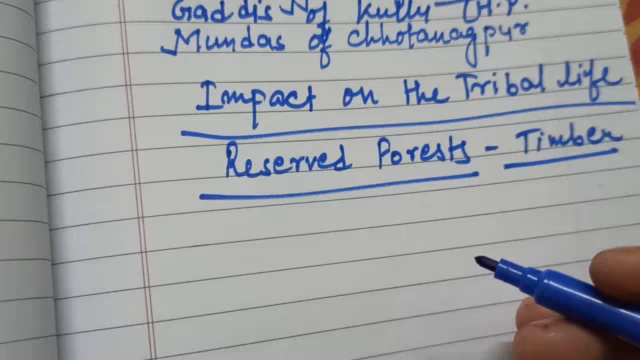 Gaddis of Kullu (H.P.
Mundas of Chhotanagpur
Impact on the Tribal life
Reserved Forests - Timber